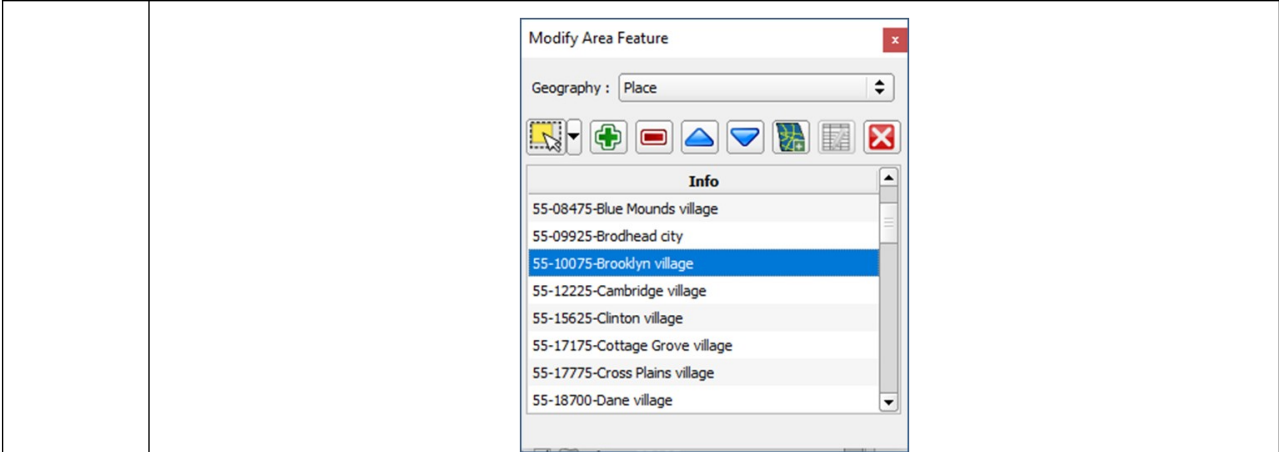 Modify Area Feature
x
Geography : Place
Info
55-08475-Blue Mounds village
55-09925-Brodhead city
55-10075-Brooklyn village
55-12225-Cambridge village
55-15625-Clinton village
55-17175-Cottage Grove village
55-17775-Cross Plains village
55-18700-Dane village